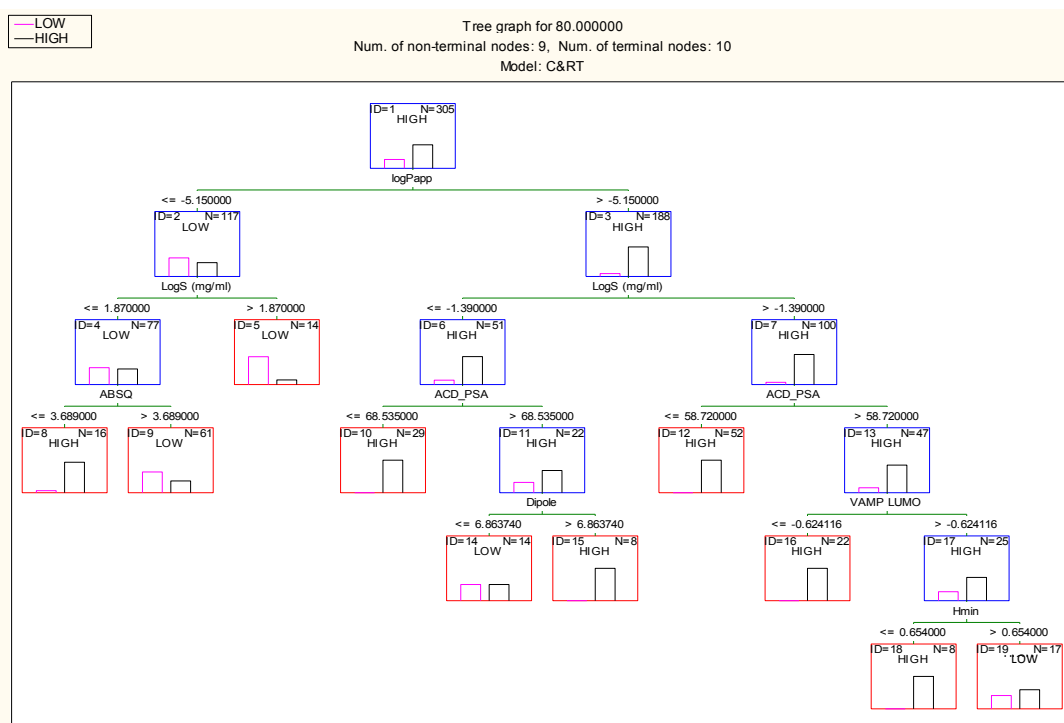 LOW
HIGH
Tree graph for 80.000000
Num. of non-terminal nodes: 9, Num. of terminal nodes: 10
Model: C&RT
ID=1 N=305
HIGH
logPapp
<= -5.150000 > -5.150000
ID=2 N=117 ID=3 N=188
LOW HIGH
LogS (mg/ml) LogS (mg/ml)
<= 1.870000 > 1.870000 <= -1.390000 > -1.390000
ID=4 N=77 ID=5 N=14 ID=6 N=51 ID=7 N=100
LOW LOW HIGH HIGH
ABSQ ACD_PSA ACD_PSA
<= 3.689000 > 3.689000 <= 68.535000 > 68.535000 <= 58.720000 > 58.720000
ID=8 N=16 ID=9 N=61 ID=10 N=29 ID=11 N=22 ID=12 N=52 ID=13 N=47
HIGH LOW HIGH HIGH HIGH HIGH
Dipole VAMP LUMO
<= 6.863740 > 6.863740 <= -0.624116 > -0.624116
ID=14 N=14 ID=15 N=8 ID=16 N=22 ID=17 N=25
LOW HIGH HIGH HIGH
Hmin
<= 0.654000 > 0.654000
ID=18 N=8 ID=19 N=17
HIGH LOW